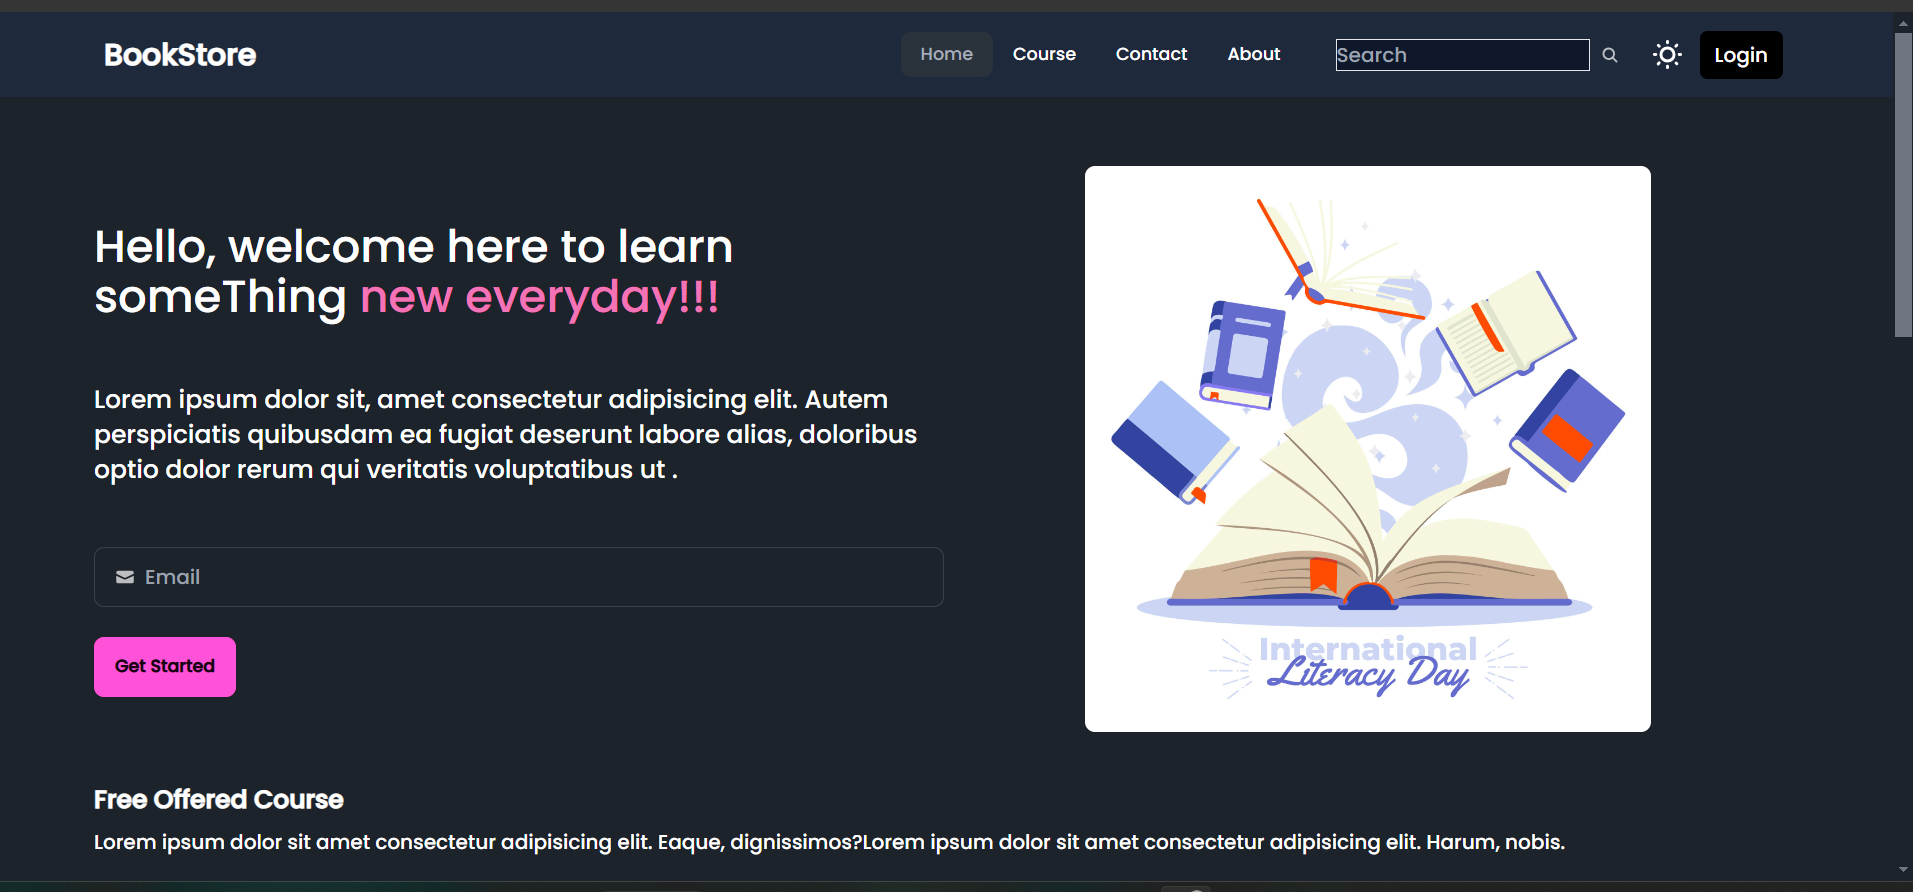 BookStore
Home Course Contact About Search Login
Hello, welcome here to learn
someThing new everyday!!!
Lorem ipsum dolor sit, amet consectetur adipisicing elit. Autem
perspiciatis quibusdam ea fugiat deserunt labore alias, doloribus
optio dolor rerum qui veritatis voluptatibus ut .
Email
Get Started
International
Literacy Day
Free Offered Course
Lorem ipsum dolor sit amet consectetur adipisicing elit. Eaque, dignissimos?Lorem ipsum dolor sit amet consectetur adipisicing elit. Harum, nobis.